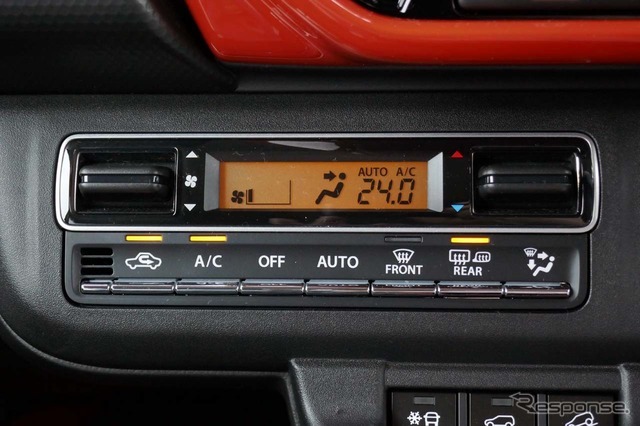 AUTO A/C
24.0
A/C OFF AUTO FRONT REAR
Response.